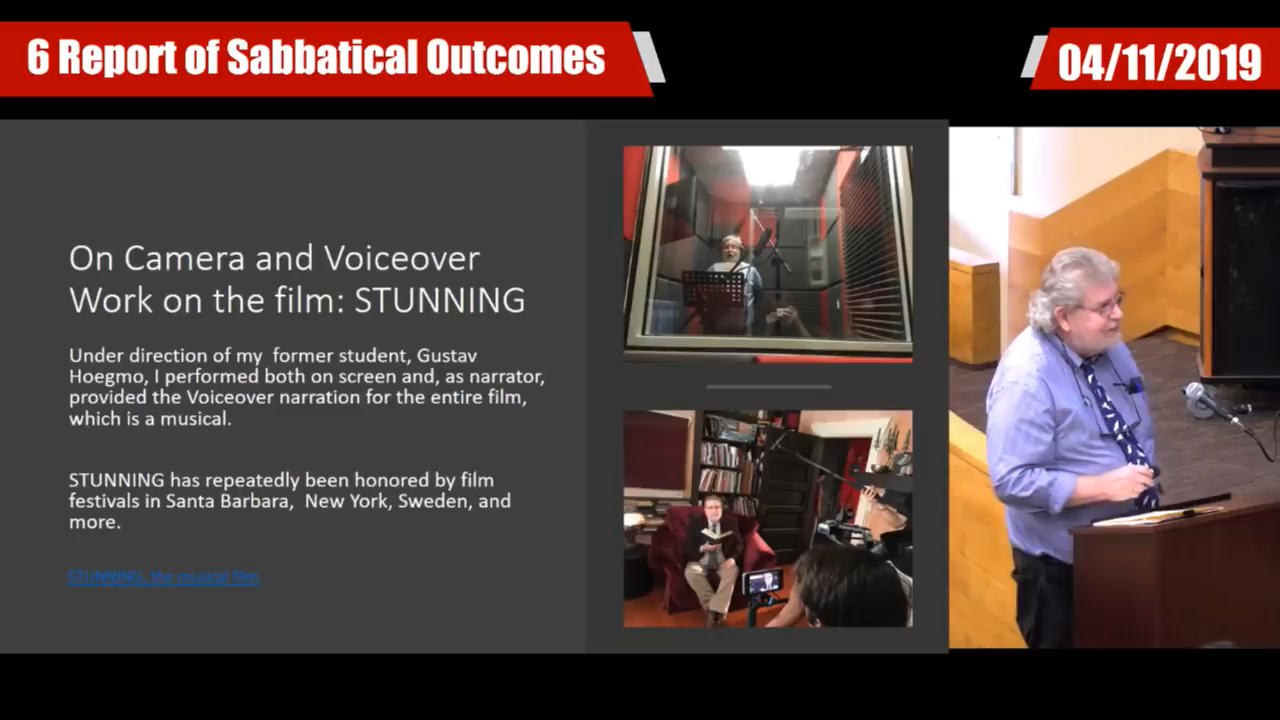 6 Report of Sabbatical Outcomes
04/11/2019
On Camera and Voiceover
Work on the film: STUNNING
Under direction of my  former student, Gustav
Hoegmo, I performed both on screen and, as narrator,
provided the Voiceover narration for the entire film,
which is a musical.
STUNNING has repeatedly been honored by film
festivals in Santa Barbara,  New York, Sweden, and
more.
STUNNING, the musical film